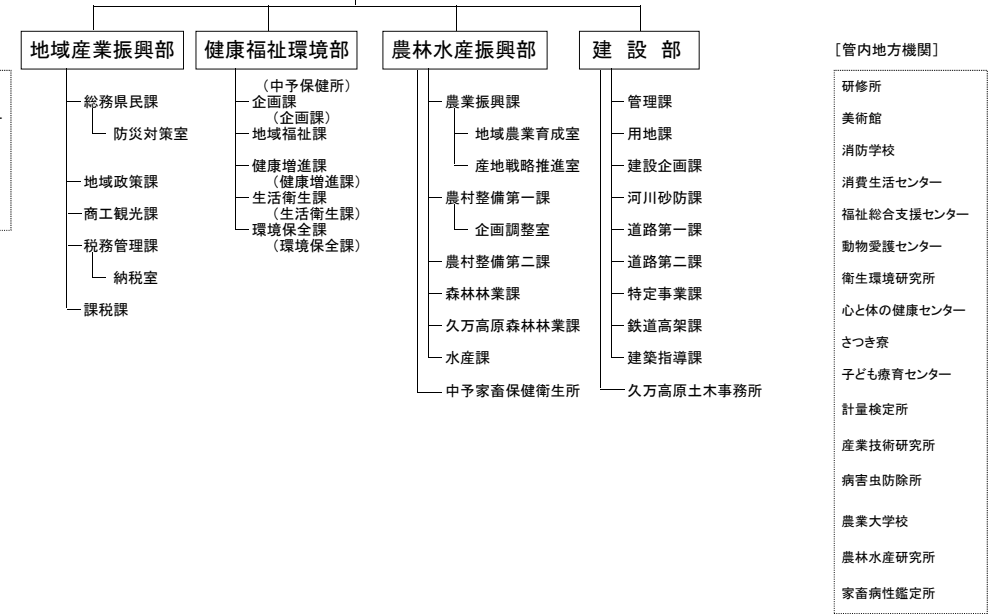 地域産業振興部
総務県民課
防災対策室
地域政策課
商工観光課
税務管理課
納税室
課税課
健康福祉環境部
(中予保健所)
企画課
(企画課)
地域福祉課
健康増進課
(健康増進課)
生活衛生課
(生活衛生課)
環境保全課
(環境保全課)
農林水産振興部
農業振興課
地域農業育成室
産地戦略推進室
農村整備第一課
企画調整室
農村整備第二課
森林林業課
久万高原森林林業課
水産課
中予家畜保健衛生所
建 設 部
管理課
用地課
建設企画課
河川砂防課
道路第一課
道路第二課
特定事業課
鉄道高架課
建築指導課
久万高原土木事務所
[管内地方機関]
研修所
美術館
消防学校
消費生活センター
福祉総合支援センター
動物愛護センター
衛生環境研究所
心と体の健康センター
さつき寮
子ども療育センター
計量検定所
産業技術研究所
病害虫防除所
農業大学校
農林水産研究所
家畜病性鑑定所